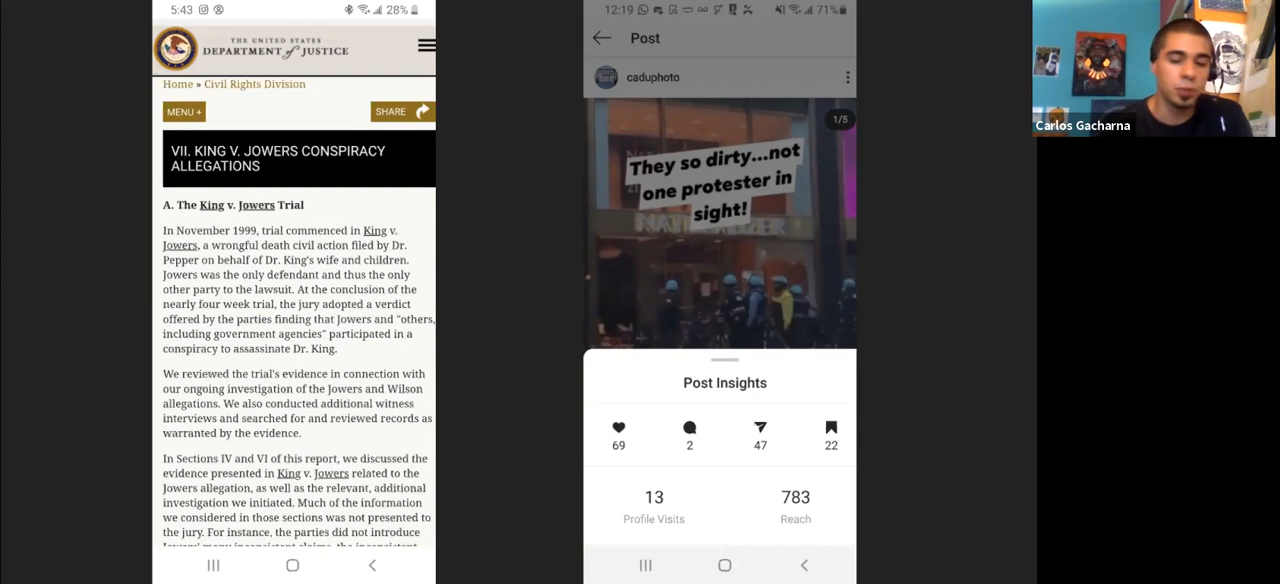 5:43
28%
THE UNITED STATES
DEPARTMENT of JUSTICE
Home » Civil Rights Division
MENU +
SHARE
VII. KING V. JOWERS CONSPIRACY
ALLEGATIONS
A. The King v. Jowers Trial
In November 1999, trial commenced in King v.
Jowers, a wrongful death civil action filed by Dr.
Pepper on behalf of Dr. King's wife and children.
Jowers was the only defendant and thus the only
other party to the lawsuit. At the conclusion of the
nearly four week trial, the jury adopted a verdict
offered by the parties finding that Jowers and "others,
including government agencies" participated in a
conspiracy to assassinate Dr. King.
We reviewed the trial's evidence in connection with
our ongoing investigation of the Jowers and Wilson
allegations. We also conducted additional witness
interviews and searched for and reviewed records as
warranted by the evidence.
In Sections IV and VI of this report, we discussed the
evidence presented in King v. Jowers related to the
Jowers allegation, as well as the relevant, additional
investigation we initiated. Much of the information
we considered in those sections was not presented to
the jury. For instance, the parties did not introduce
12:19
71%
Post
caduphoto
1/5
They so dirty...not
one protester in
sight!
Post Insights
69
2
47
22
13
783
Profile Visits
Reach
Carlos Gacharna